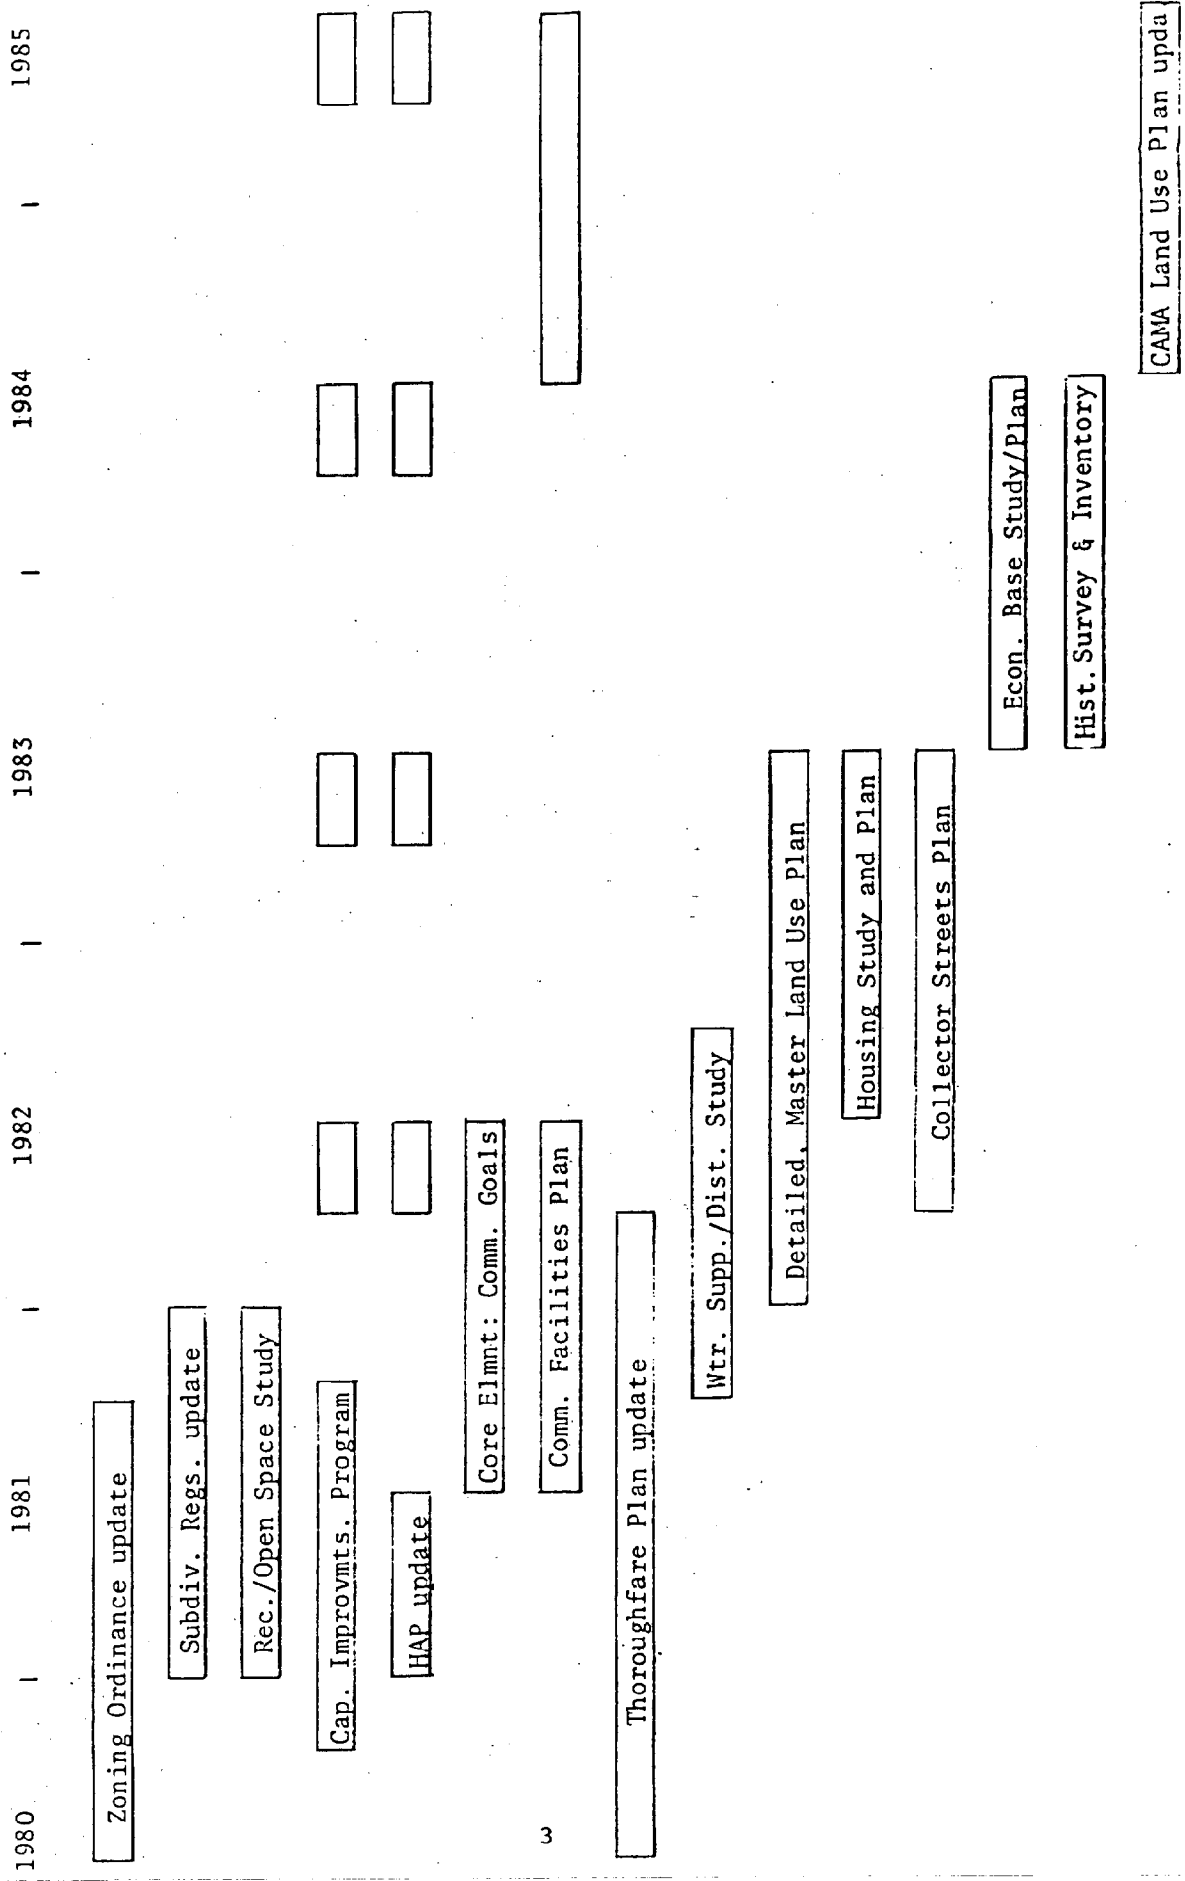 1980 | 1981 | 1982 | 1983 | 1984 | 1985
Zoning Ordinance update
Subdiv. Regs. update
Rec./Open Space Study
Cap. Improvmts. Program
HAP update
Core Elmnt: Comm. Goals
Comm. Facilities Plan
Thoroughfare Plan update
Wtr. Supp./Dist. Study
Detailed, Master Land Use Plan
Housing Study and Plan
Collector Streets Plan
Econ. Base Study/Plan
Hist. Survey & Inventory
CAMA Land Use Plan upda
3